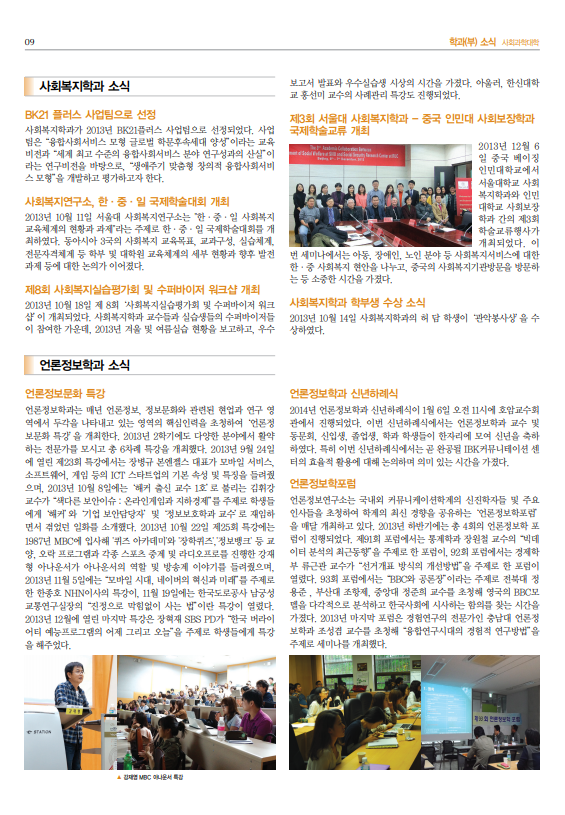 09
학과(부) 소식 사회과학대학
사회복지학과 소식
BK21 플러스 사업팀으로 선정
사회복지학과가 2013년 BK21플러스 사업팀으로 선정되었다. 사업
팀은 “융합사회서비스 모형 글로벌 학문후속세대 양성”이라는 교육
비전과 “세계 최고 수준의 융합사회서비스 분야 연구성과의 산실”이
라는 연구비전을 바탕으로, “생애주기 맞춤형 창의적 융합사회서비
스 모형”을 개발하고 평가하고자 한다.
사회복지연구소, 한·중·일 국제학술대회 개최
2013년 10월 11일 서울대 사회복지연구소는 “한·중·일 사회복지
교육체계의 현황과 과제”라는 주제로 한·중·일 국제학술대회를 개
최하였다. 동아시아 3국의 사회복지 교육목표, 교과구성, 실습체계,
전문자격체계 등 학부 및 대학원 교육체계의 세부 현황과 향후 발전
과제 등에 대한 논의가 이어졌다.
제8회 사회복지실습평가회 및 수퍼바이저 워크샵 개최
2013년 10월 18일 제 8회 ‘사회복지실습평가회 및 수퍼바이저 워크
샵’이 개최되었다. 사회복지학과 교수들과 실습생들의 수퍼바이저들
이 참여한 가운데, 2013년 겨울 및 여름실습 현황을 보고하고, 우수
보고서 발표와 우수실습생 시상의 시간을 가졌다. 아울러, 한신대학
교 홍선미 교수의 사례관리 특강도 진행되었다.
제3회 서울대 사회복지학과 – 중국 인민대 사회보장학과
국제학술교류 개최
2013년 12월 6
일 중국 베이징
인민대학교에서
서울대학교 사회
복지학과와 인민
대학교 사회보장
학과 간의 제3회
학술교류행사가
개최되었다. 이
번 세미나에서는 아동, 장애인, 노인 분야 등 사회복지서비스에 대한
한·중 사회복지 현안을 나누고, 중국의 사회복지기관방문을 방문하
는 등 소중한 시간을 가졌다.
사회복지학과 학부생 수상 소식
2013년 10월 14일 사회복지학과의 허 담 학생이 ‘관악봉사상’을 수
상하였다.
언론정보학과 소식
언론정보문화 특강
언론정보학과는 매년 언론정보, 정보문화와 관련된 현업과 연구 영
역에서 두각을 나타내고 있는 영역의 핵심인력을 초청하여 ‘언론정
보문화 특강’을 개최한다. 2013년 2학기에도 다양한 분야에서 활약
하는 전문가를 모시고 총 6차례 특강을 개최했다. 2013년 9월 24일
에 열린 제23회 특강에서는 장병규 본엔젤스 대표가 모바일 서비스,
소프트웨어, 게임 등의 ICT 스타트업의 기본 속성 및 특징을 들려줬
으며, 2013년 10월 8일에는 ‘해커 출신 교수 1호’로 불리는 김휘강
교수가 “색다른 보안이슈 : 온라인게임과 지하경제”를 주제로 학생들
에게 ‘해커’와 ‘기업 보안담당자’ 및 ‘정보보호학과 교수’로 재임하
면서 겪었던 일화를 소개했다. 2013년 10월 22일 제25회 특강에는
1987년 MBC에 입사해 ‘퀴즈 아카데미’와 ‘장학퀴즈’, ‘정보뱅크’ 등 교
양, 오락 프로그램과 각종 스포츠 중계 및 라디오프로를 진행한 강재
형 아나운서가 아나운서의 역할 및 방송계 이야기를 들려줬으며,
2013년 11월 5일에는 “모바일 시대, 네이버의 혁신과 미래”를 주제로
한 한종호 NHN이사의 특강이, 11월 19일에는 한국도로공사 남궁성
교통연구실장의 “진정으로 막힘없이 사는 법”이란 특강이 열렸다.
2013년 12월에 열린 마지막 특강은 장혁재 SBS PD가 “한국 버라이
어티 예능프로그램의 어제 그리고 오늘”을 주제로 학생들에게 특강
을 해주었다.
STATION
▲ 강재형 MBC 아나운서 특강
언론정보학과 신년하례식
2014년 언론정보학과 신년하례식이 1월 6일 오전 11시에 호암교수회
관에서 진행되었다. 이번 신년하례식에서는 언론정보학과 교수 및
동문회, 신입생, 졸업생, 학과 학생들이 한자리에 모여 신년을 축하
하였다. 특히 이번 신년하례식에서는 곧 완공될 IBK커뮤니테이션 센
터의 효율적 활용에 대해 논의하며 의미 있는 시간을 가졌다.
언론정보학포럼
언론정보연구소는 국내외 커뮤니케이션학계의 신진학자들 및 주요
인사들을 초청하여 학계의 최신 경향을 공유하는 ‘언론정보학포럼’
을 매달 개최하고 있다. 2013년 하반기에는 총 4회의 언론정보학 포
럼이 진행되었다. 제91회 포럼에서는 통계학과 장원철 교수의 “빅데
이터 분석의 최근동향”을 주제로 한 포럼이, 92회 포럼에서는 경제학
부 류근관 교수가 “선거개표 방식의 개선방법”을 주제로 한 포럼이
열렸다. 93회 포럼에서는 “BBC와 공론장”이라는 주제로 전북대 정
용준, 부산대 조항제, 중앙대 정준희 교수를 초청해 영국의 BBC모
델을 다각적으로 분석하고 한국사회에 시사하는 함의를 찾는 시간을
가졌다. 2013년 마지막 포럼은 경험연구의 전문가인 충남대 언론정
보학과 조성겸 교수를 초청해 “융합연구시대의 경험적 연구방법”을
주제로 세미나를 개최했다.